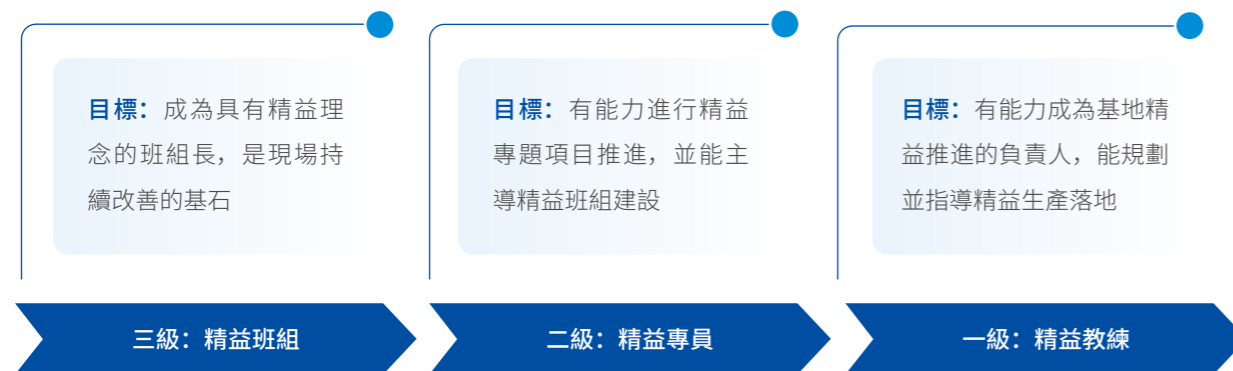 目標：成為具有精益理
念的班組長，是現場持
續改善的基石
三級：精益班組
目標：有能力進行精益
專題項目推進，並能主
導精益班組建設
二級：精益專員
目標：有能力成為基地精
益推進的負責人，能規劃
並指導精益生產落地
一級：精益教練